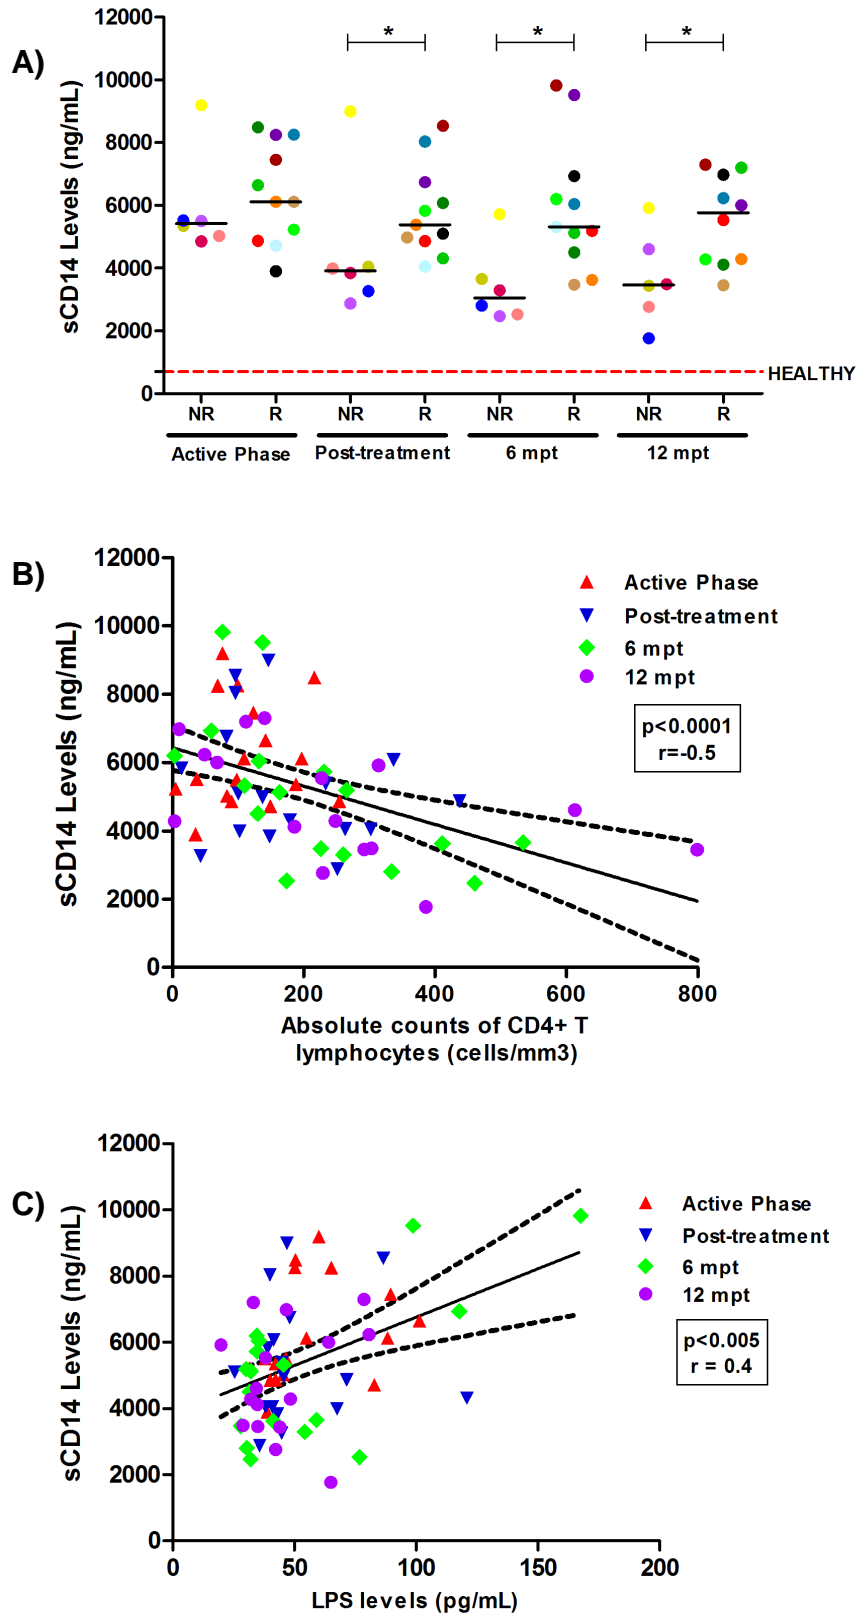 A)
sCD14 Levels (ng/mL)
12000
10000
8000
6000
4000
2000
0
* * *
HEALTHY
NR R NR R NR R NR R
Active Phase Post-treatment 6 mpt 12 mpt
B)
sCD14 Levels (ng/mL)
12000
10000
8000
6000
4000
2000
0
Active Phase
Post-treatment
6 mpt
12 mpt
p<0.0001
r=-0.5
0 200 400 600 800
Absolute counts of CD4+ T
lymphocytes (cells/mm3)
C)
sCD14 Levels (ng/mL)
12000
10000
8000
6000
4000
2000
0
Active Phase
Post-treatment
6 mpt
12 mpt
p<0.005
r = 0.4
0 50 100 150 200
LPS levels (pg/mL)